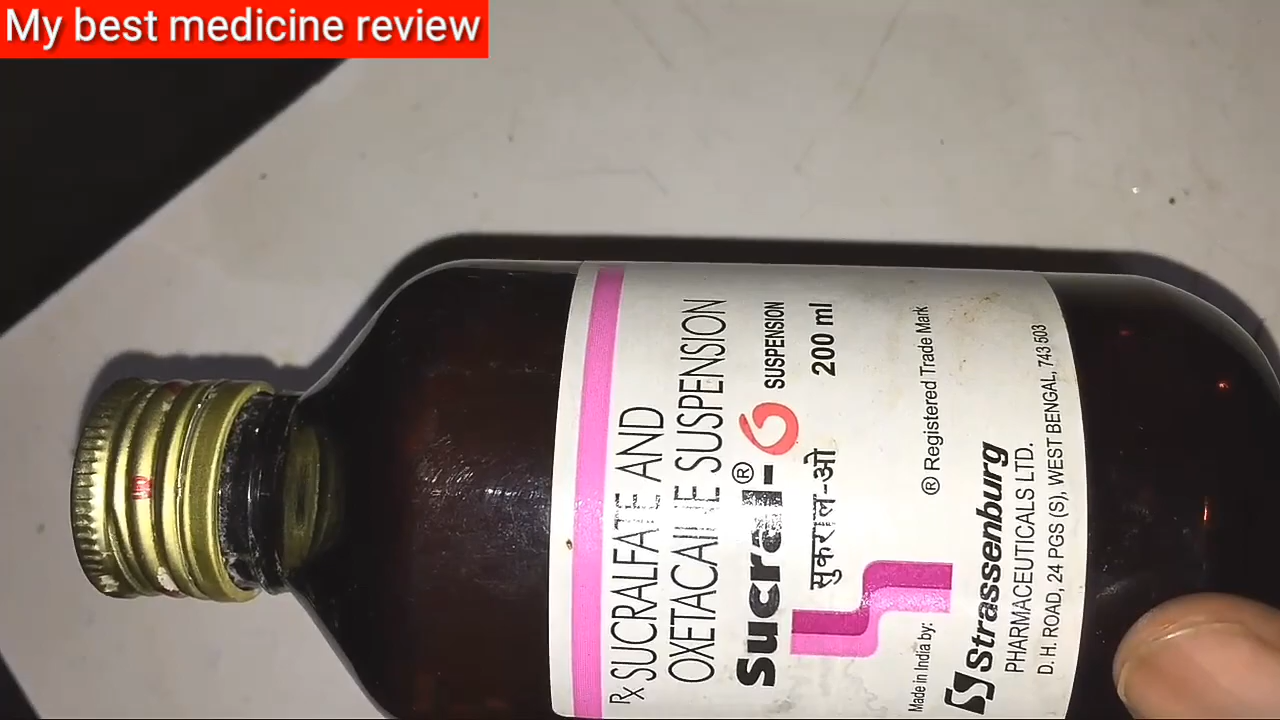 My best medicine review
Rx SUCRALFATE AND
OXETACAINE SUSPENSION
Sucral®-O SUSPENSION
सुकराल-ओ 200 ml
® Registered Trade Mark
Made in India by:
Strassenburg
PHARMACEUTICALS LTD.
D. H. ROAD, 24 PGS (S), WEST BENGAL, 743 503